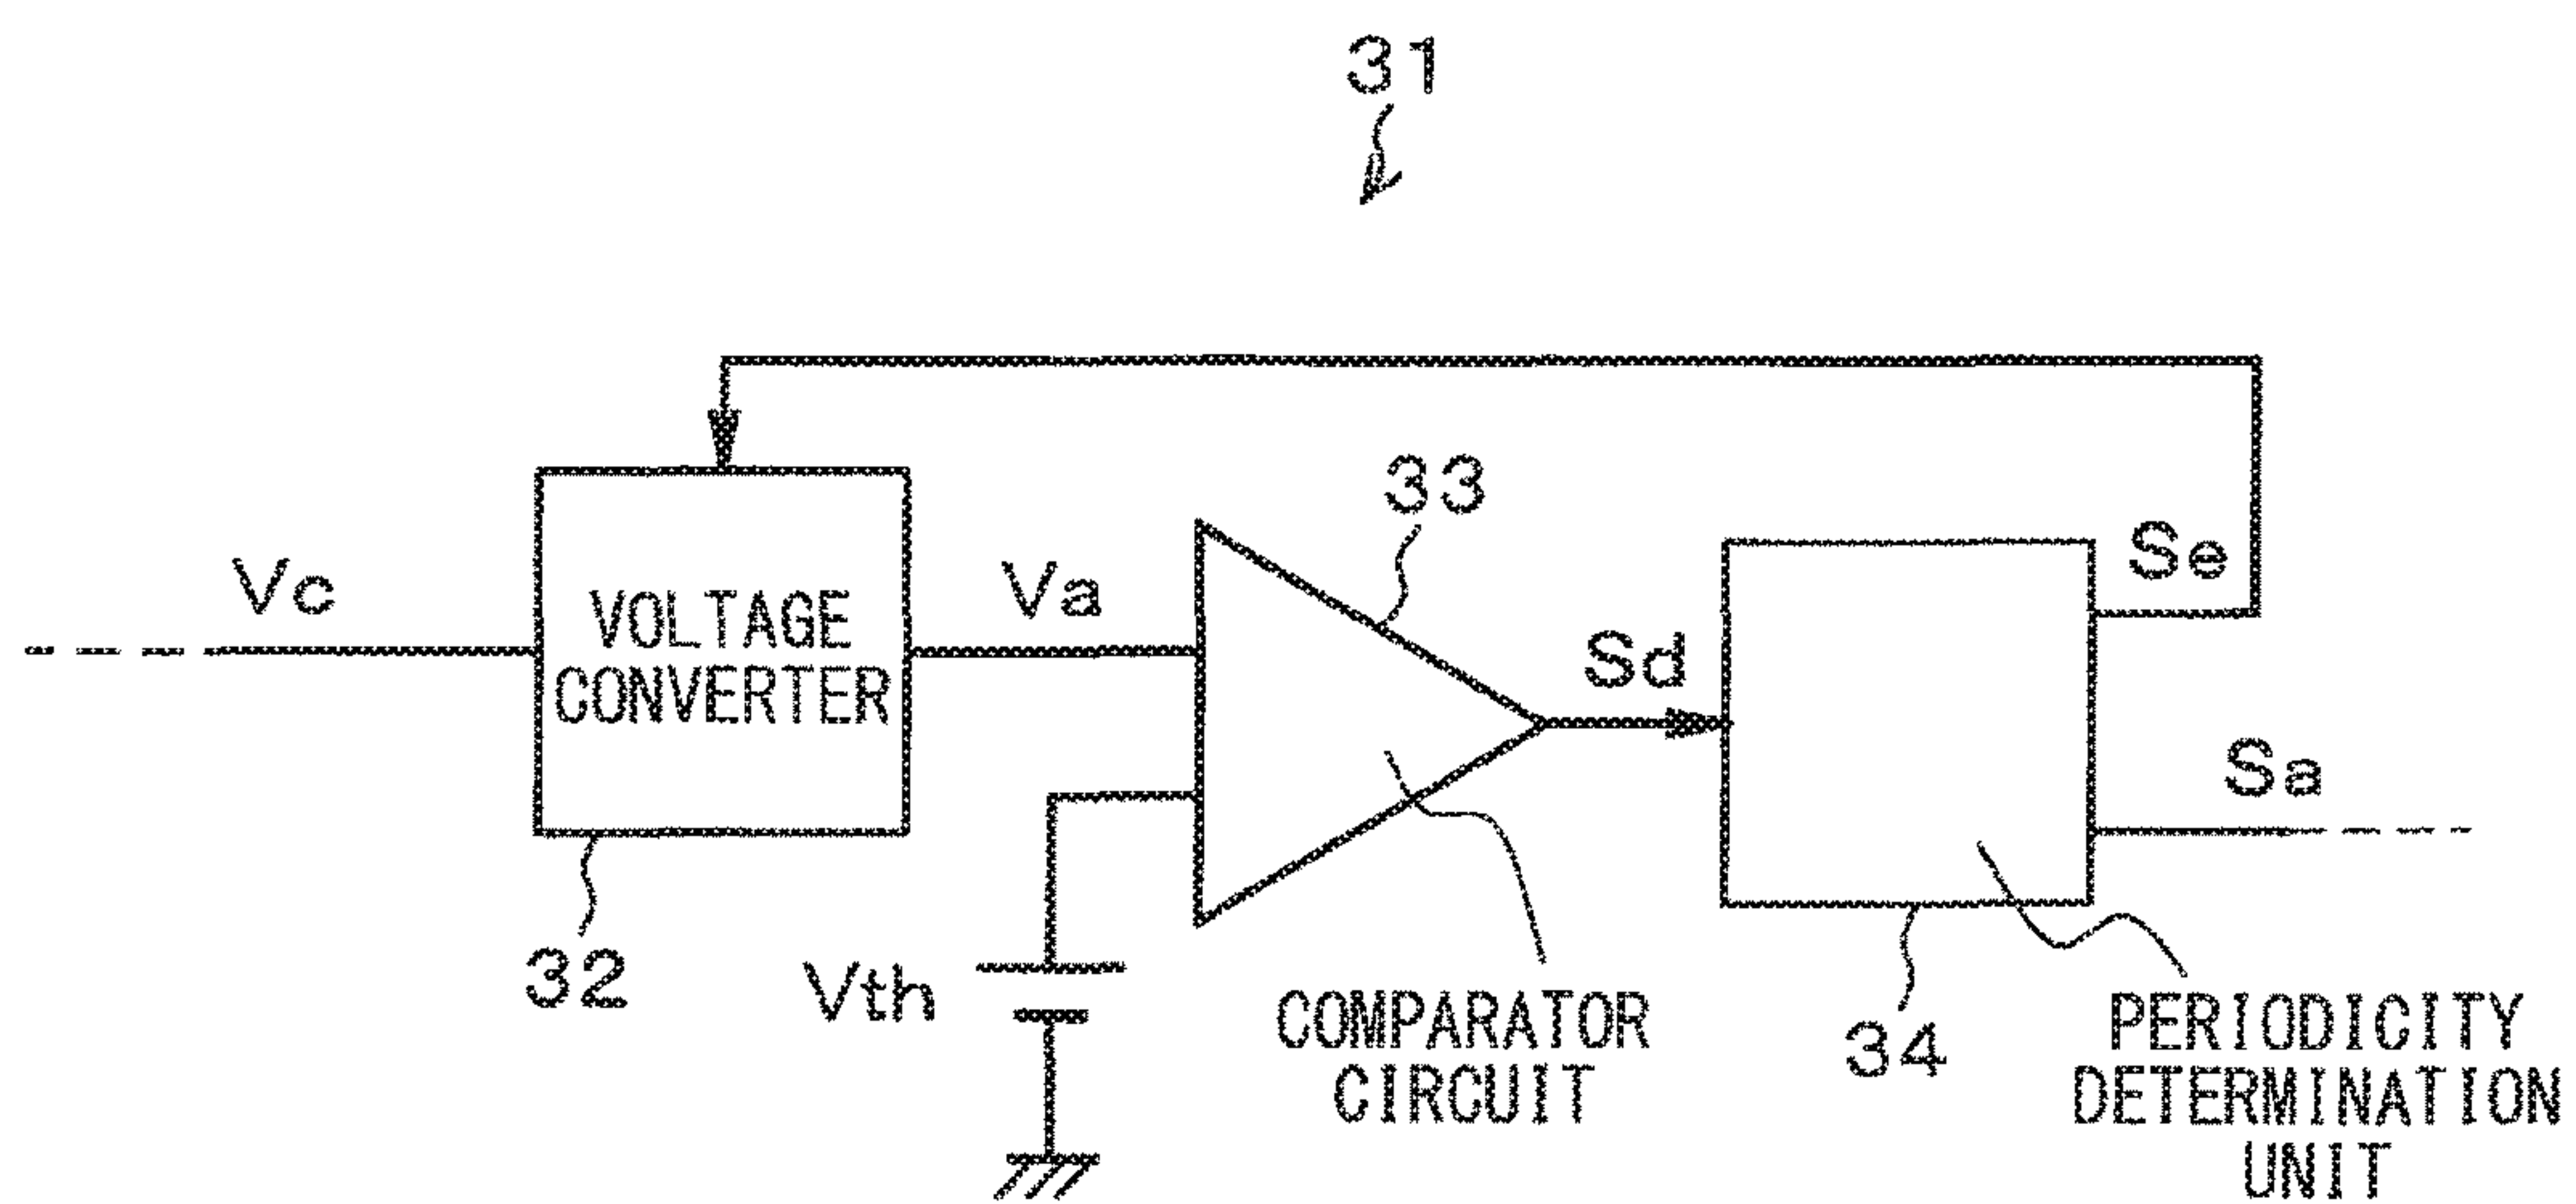 31
33
Se
Vc
VOLTAGE
CONVERTER
Va
Sd
Sa
32
Vth
COMPARATOR
CIRCUIT
34
PERIODICITY
DETERMINATION
UNIT